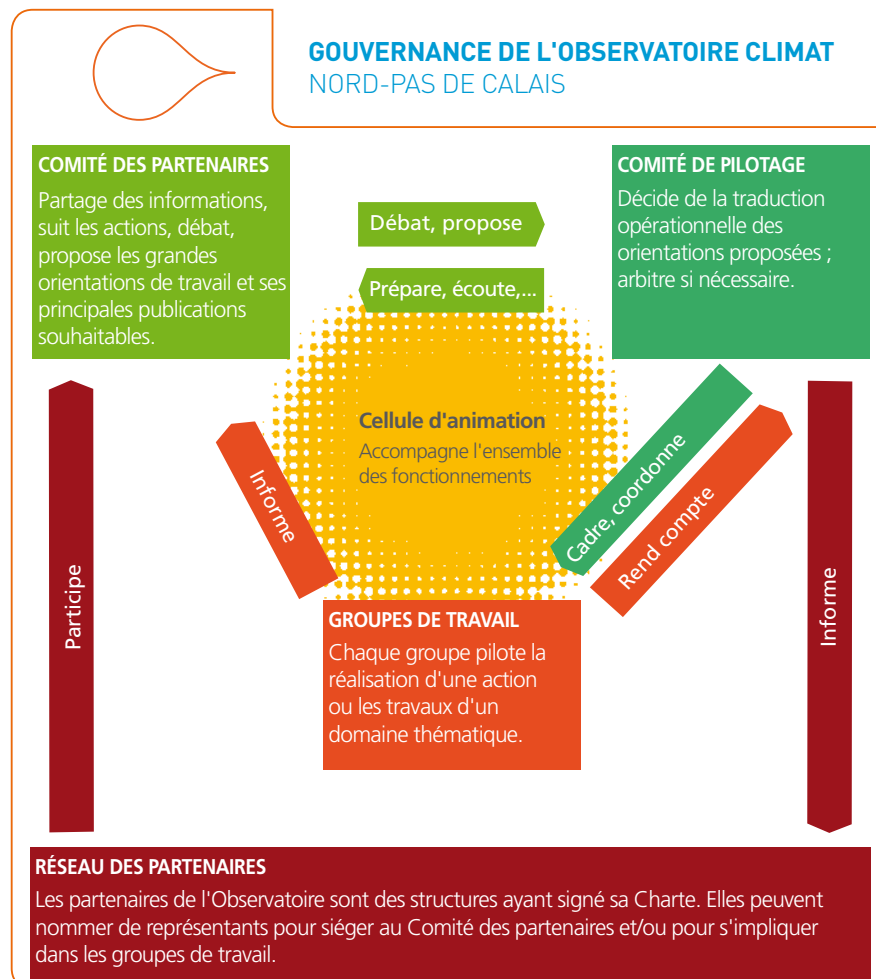 GOUVERNANCE DE L'OBSERVATOIRE CLIMAT
NORD-PAS DE CALAIS
COMITÉ DES PARTENAIRES
Partage des informations,
suit les actions, débat,
propose les grandes
orientations de travail et ses
principales publications
souhaitables.
Débat, propose
Prépare, écoute,...
COMITÉ DE PILOTAGE
Décide de la traduction
opérationnelle des
orientations proposées ;
arbitre si nécessaire.
Cellule d'animation
Accompagne l'ensemble
des fonctionnements
Informe
Cadre, coordonne
Rend compte
Participe
Informe
GROUPES DE TRAVAIL
Chaque groupe pilote la
réalisation d'une action
ou les travaux d'un
domaine thématique.
RÉSEAU DES PARTENAIRES
Les partenaires de l'Observatoire sont des structures ayant signé sa Charte. Elles peuvent
nommer de représentants pour siéger au Comité des partenaires et/ou pour s'impliquer
dans les groupes de travail.